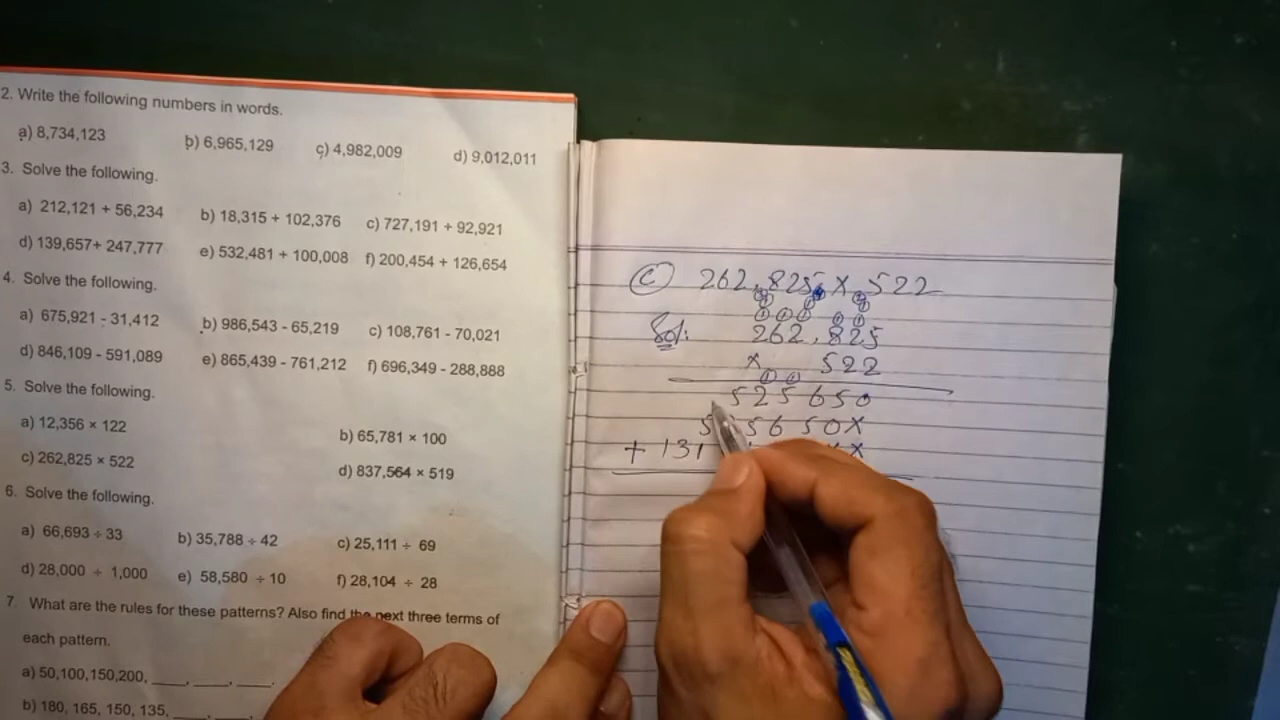 2. Write the following numbers in words.
a) 8,734,123 b) 6,965,129 c) 4,982,009 d) 9,012,011
3. Solve the following.
a) 212,121 + 56,234 b) 18,315 + 102,376 c) 727,191 + 92,921
d) 139,657+ 247,777 e) 532,481 + 100,008 f) 200,454 + 126,654
4. Solve the following.
a) 675,921 - 31,412 b) 986,543 - 65,219 c) 108,761 - 70,021
d) 846,109 - 591,089 e) 865,439 - 761,212 f) 696,349 - 288,888
5. Solve the following.
a) 12,356 × 122 b) 65,781 × 100
c) 262,825 × 522 d) 837,564 × 519
6. Solve the following.
a) 66,693 ÷ 33 b) 35,788 ÷ 42 c) 25,111 ÷ 69
d) 28,000 ÷ 1,000 e) 58,580 ÷ 10 f) 28,104 ÷ 28
7. What are the rules for these patterns? Also find the next three terms of
each pattern.
a) 50,100,150,200, ____, ____, ____.
b) 180, 165, 150, 135, ____, ____
(c) 262,825 × 522
Sol:
262,825
× 522
525650
5 5650×
+ 131 ×